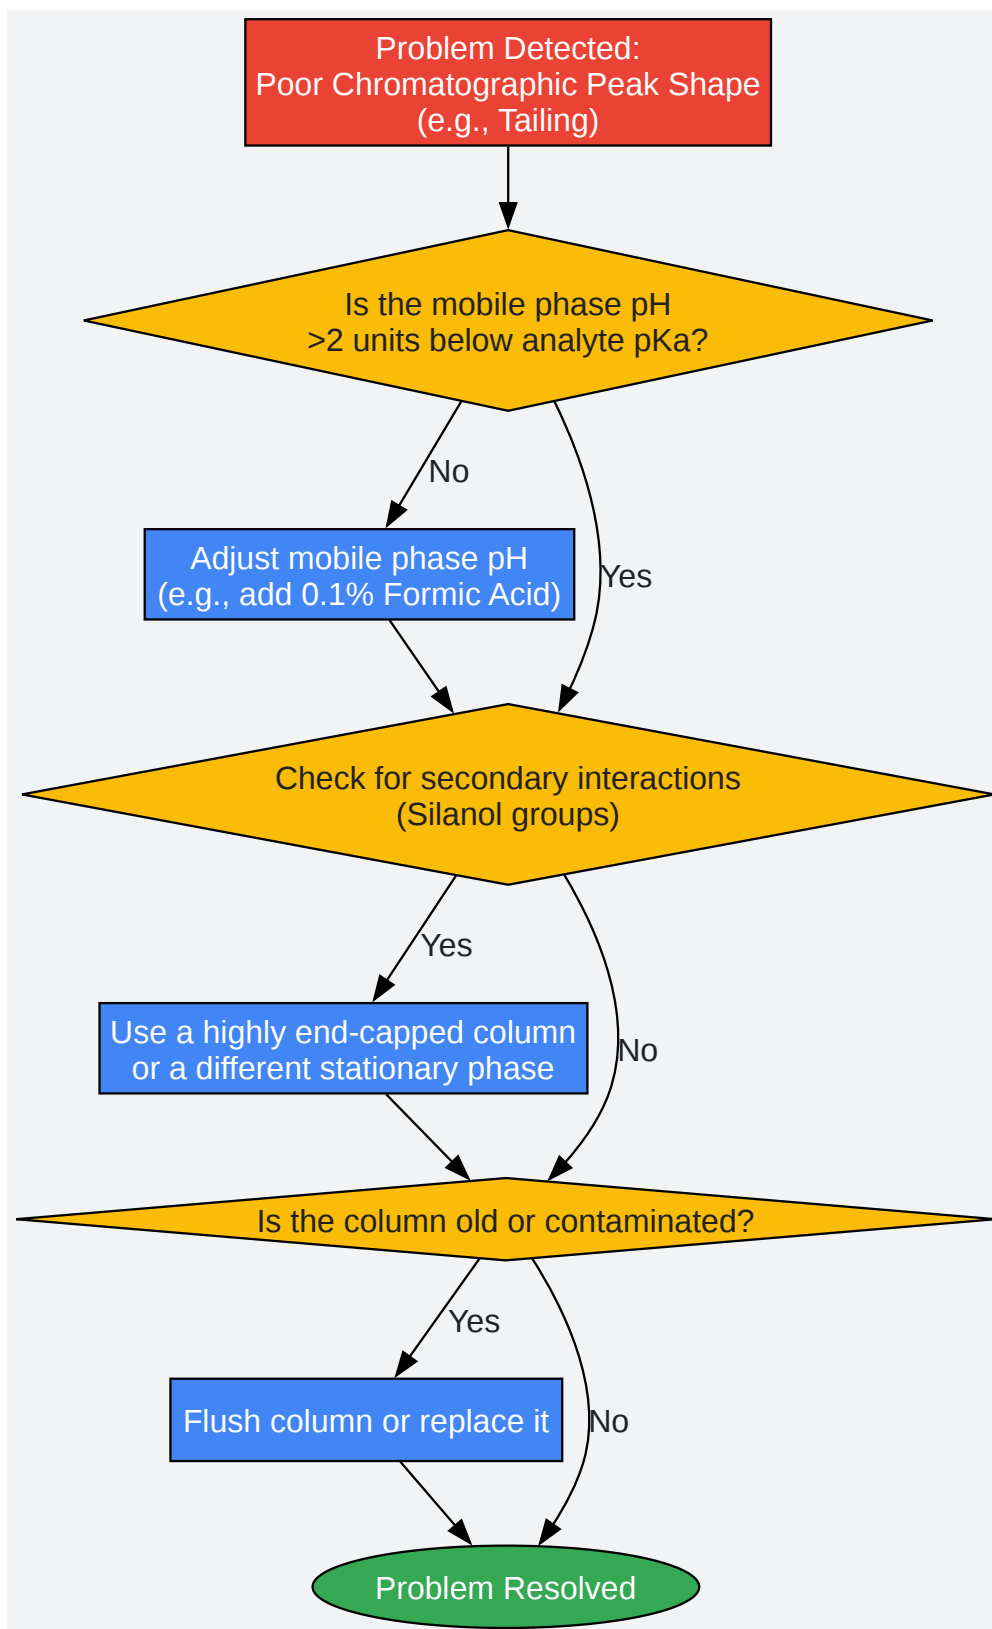 Problem Detected:
Poor Chromatographic Peak Shape
(e.g., Tailing)
Is the mobile phase pH
>2 units below analyte pKa?
No
Adjust mobile phase pH
(e.g., add 0.1% Formic Acid)
Yes
Check for secondary interactions
(Silanol groups)
Yes
Use a highly end-capped column
or a different stationary phase
No
Is the column old or contaminated?
Yes
Flush column or replace it
No
Problem Resolved